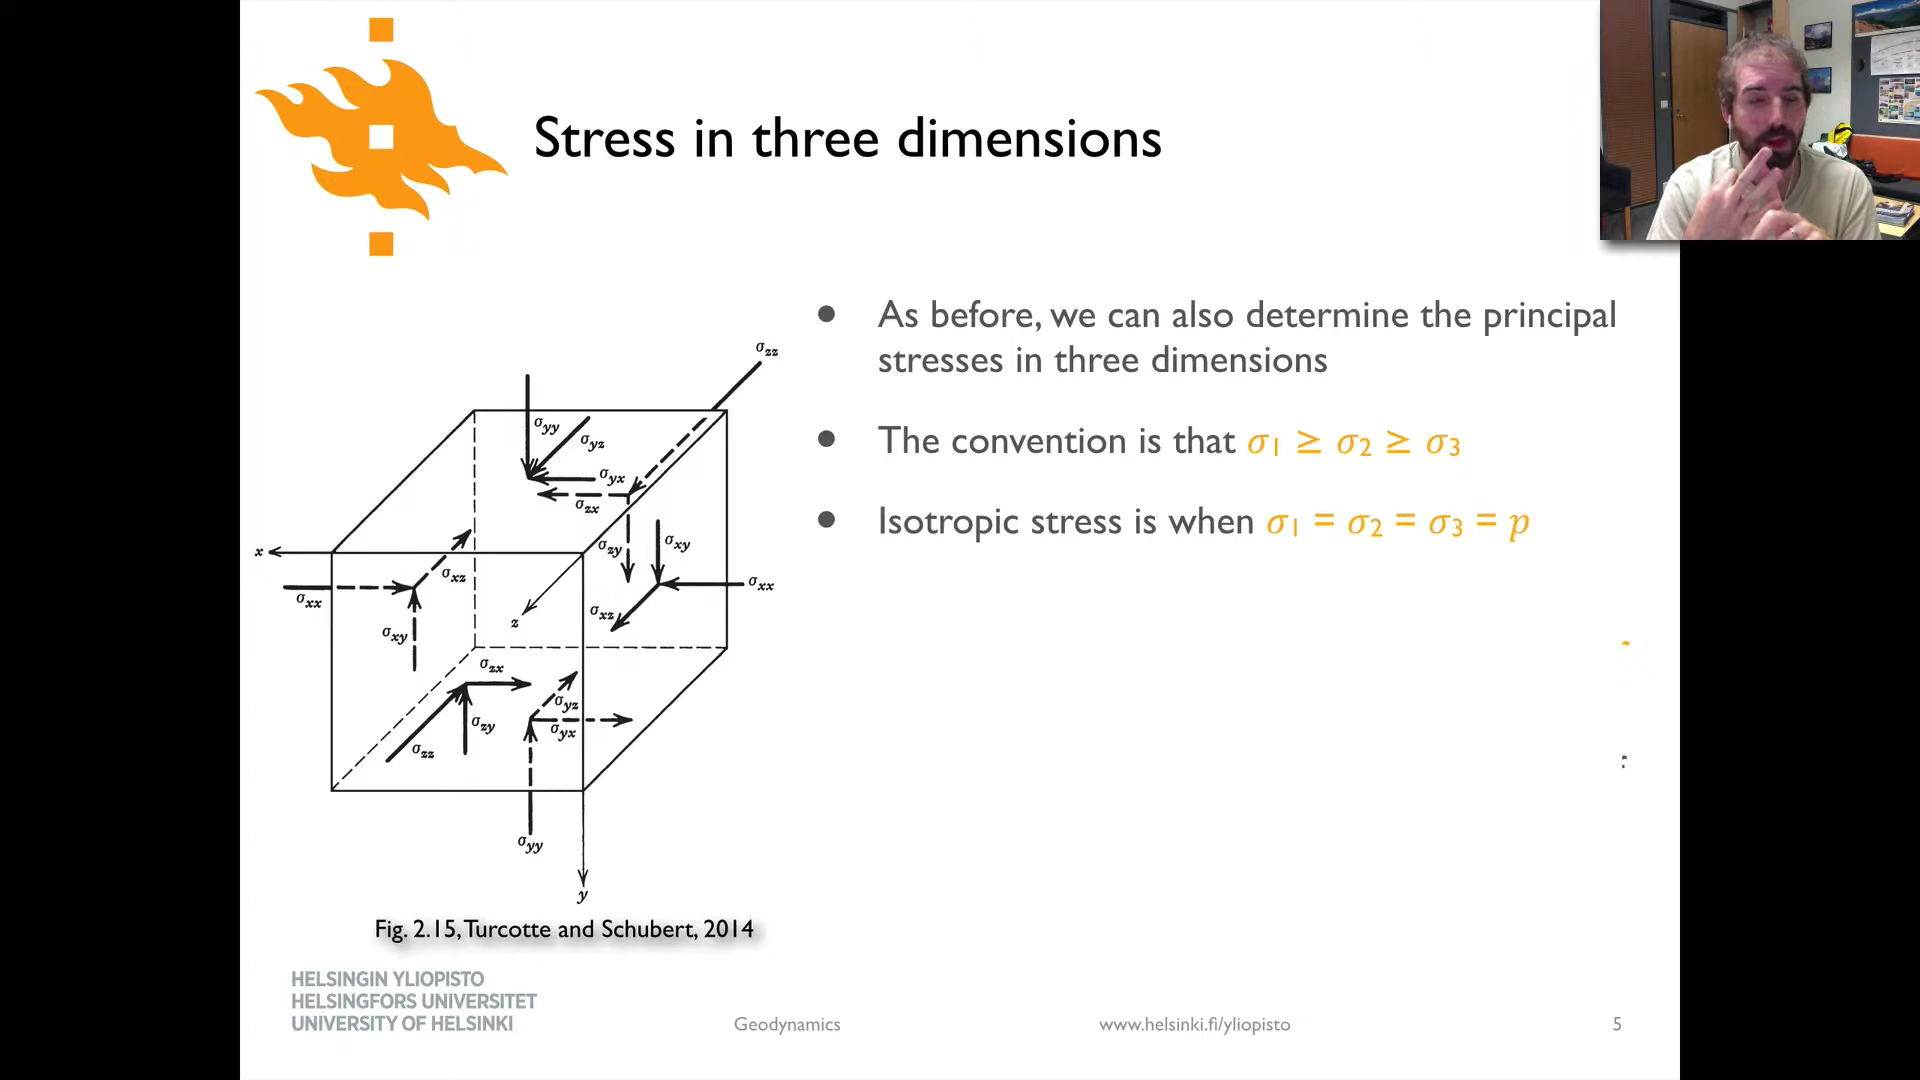 Stress in three dimensions
● As before, we can also determine the principal
stresses in three dimensions
● The convention is that σ1 ≥ σ2 ≥ σ3
● Isotropic stress is when σ1 = σ2 = σ3 = p
σzz
σyy
σyz
σyx
σzx
σzy
σxy
x
σxz
σxx
σxx
σxz
z
σxy
σzx
σyz
σzy
σyx
σzz
σyy
y
Fig. 2.15, Turcotte and Schubert, 2014
HELSINGIN YLIOPISTO
HELSINGFORS UNIVERSITET
UNIVERSITY OF HELSINKI
Geodynamics
www.helsinki.fi/yliopisto
5